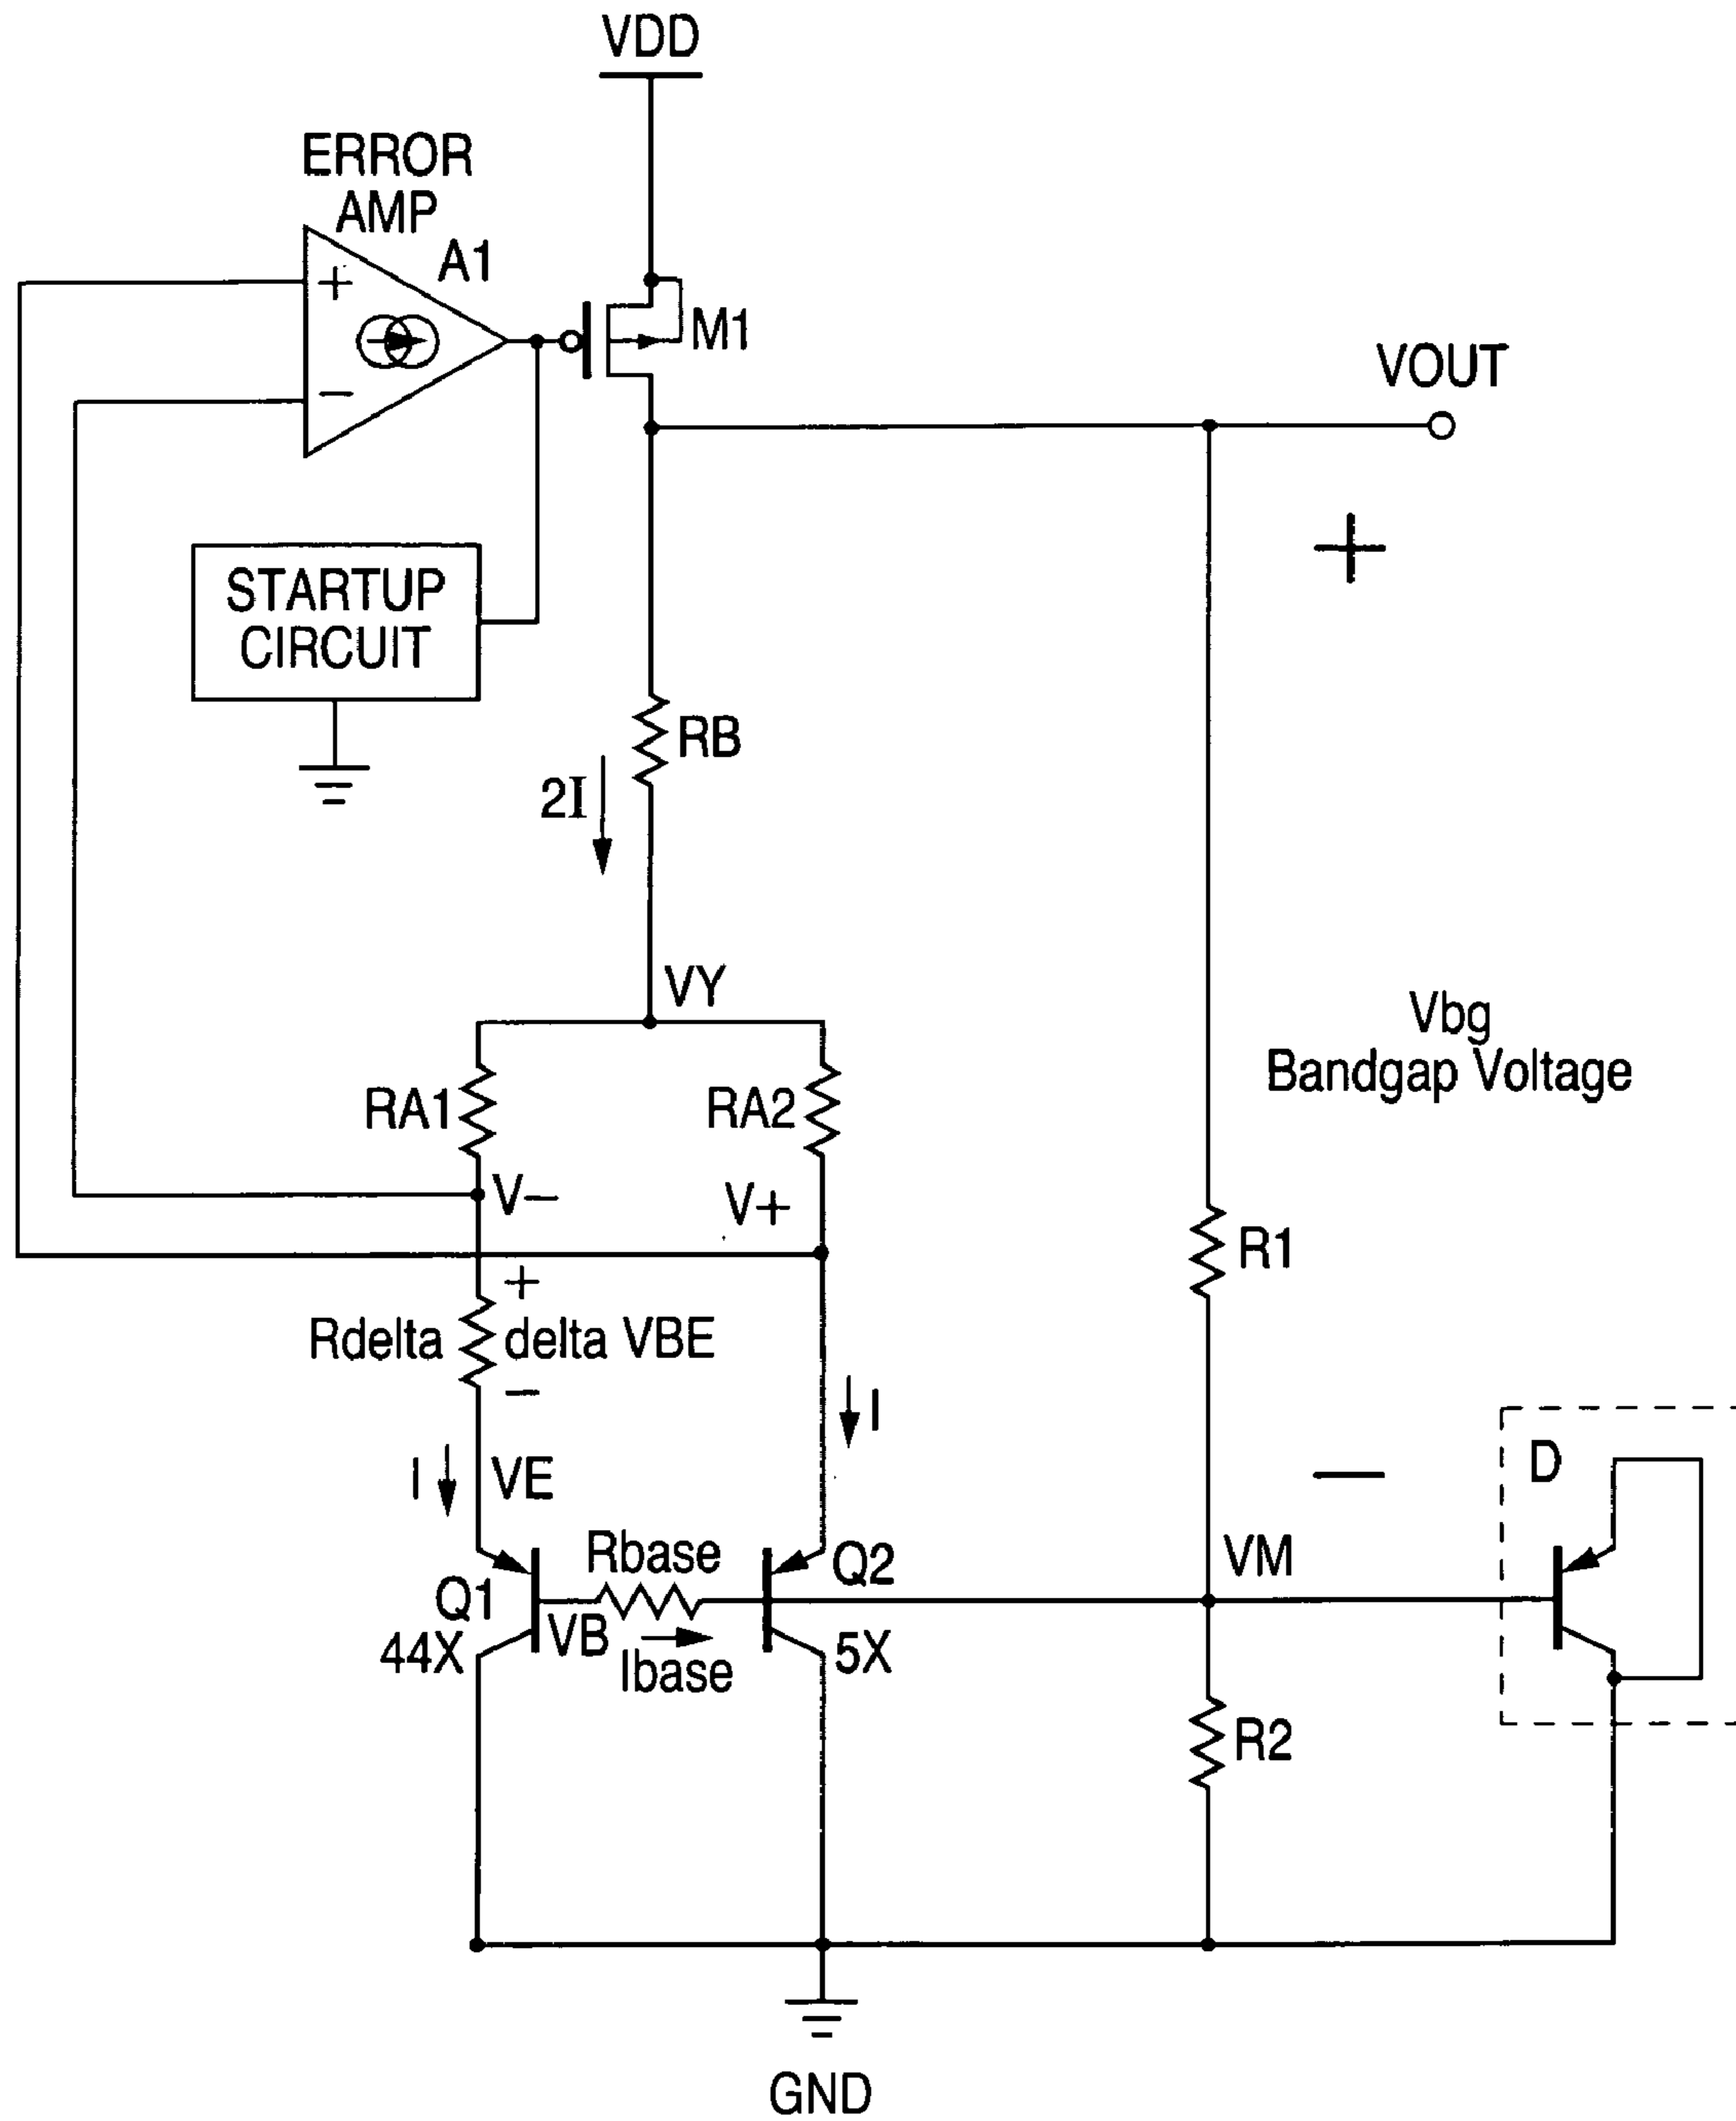 VDD
ERROR
AMP
A1
+
−
M1
VOUT
+
STARTUP
CIRCUIT
RB
2I
VY
Vbg
Bandgap Voltage
RA1
RA2
V−
V+
R1
+
Rdelta
delta VBE
−
I
I
VE
−
D
Rbase
Q2
VM
Q1
VB
44X
Ibase
5X
R2
GND